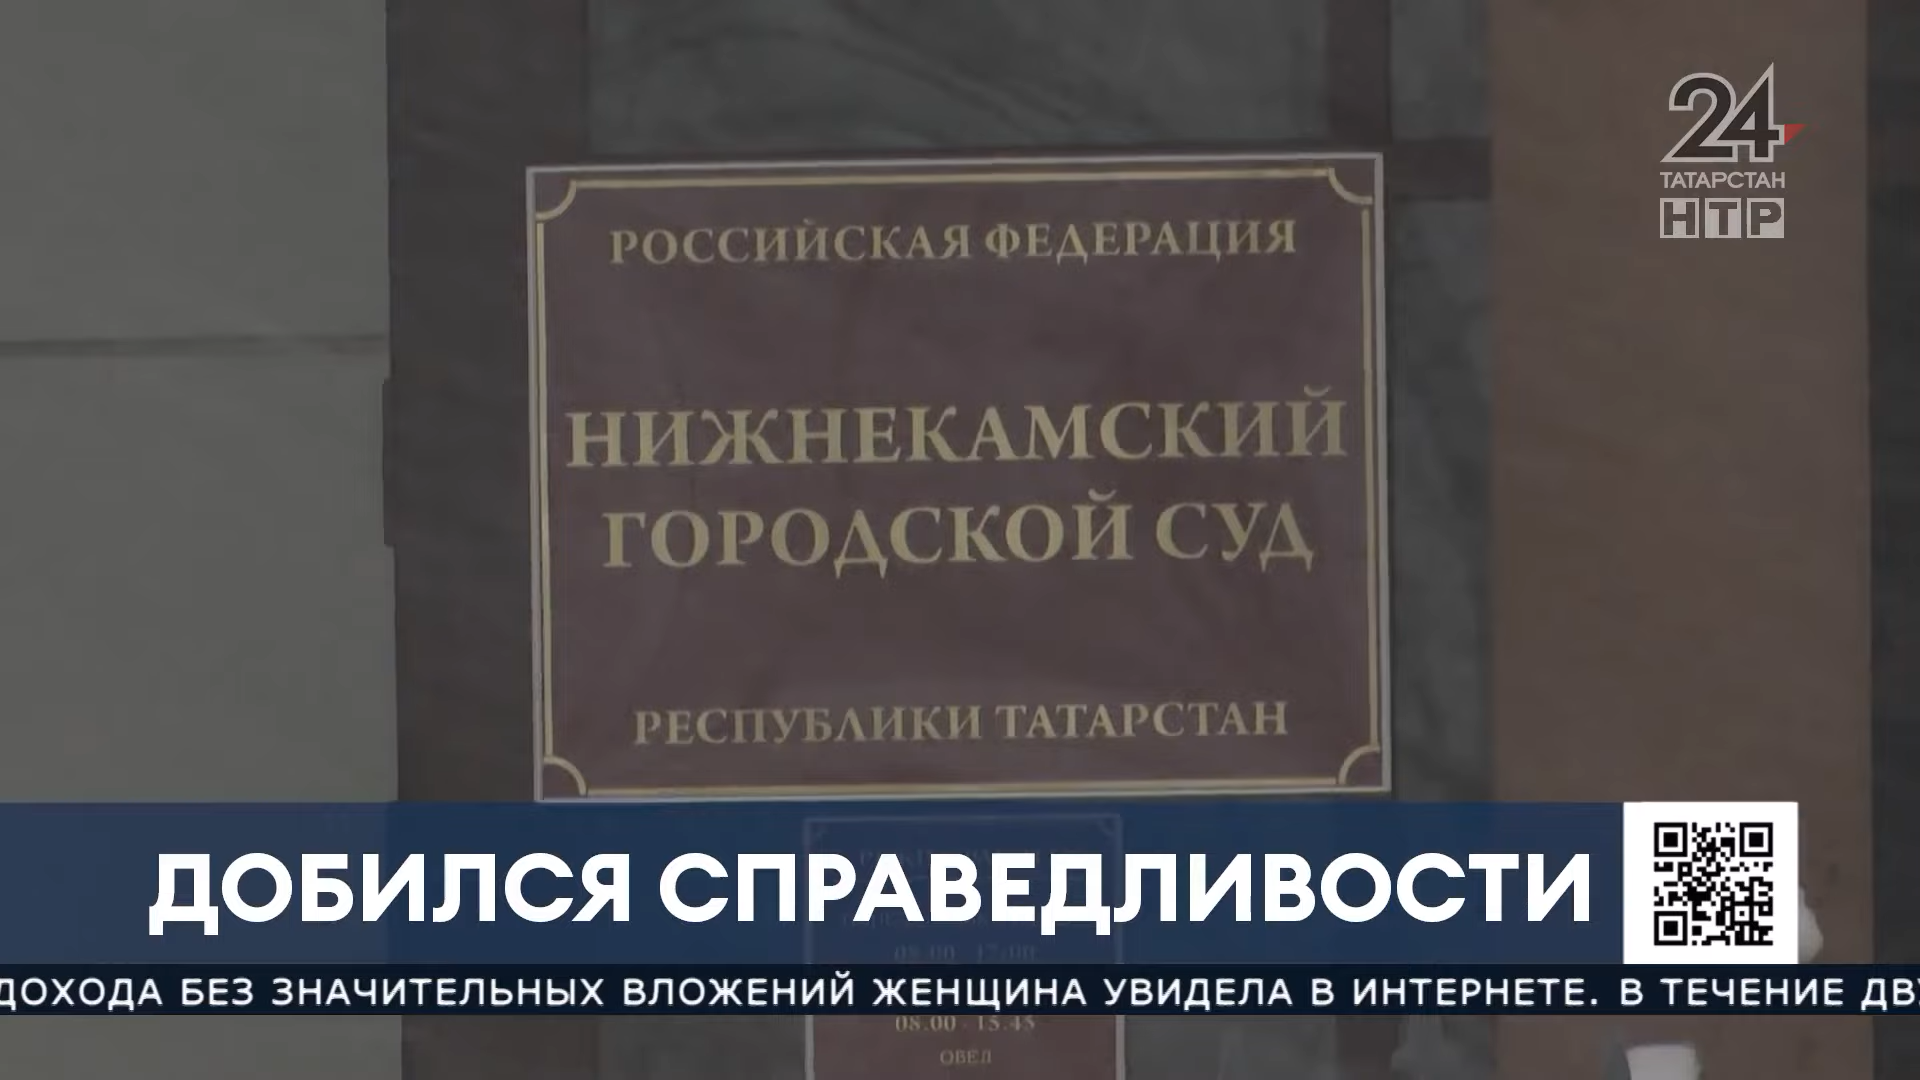 24
ТАТАРСТАН
НТР
РОССИЙСКАЯ ФЕДЕРАЦИЯ
НИЖНЕКАМСКИЙ
ГОРОДСКОЙ СУД
РЕСПУБЛИКИ ТАТАРСТАН
ДОБИЛСЯ СПРАВЕДЛИВОСТИ
08.00 - 17.00
ДОХОДА БЕЗ ЗНАЧИТЕЛЬНЫХ ВЛОЖЕНИЙ ЖЕНЩИНА УВИДЕЛА В ИНТЕРНЕТЕ. В ТЕЧЕНИЕ ДВ
08.00 - 15.45